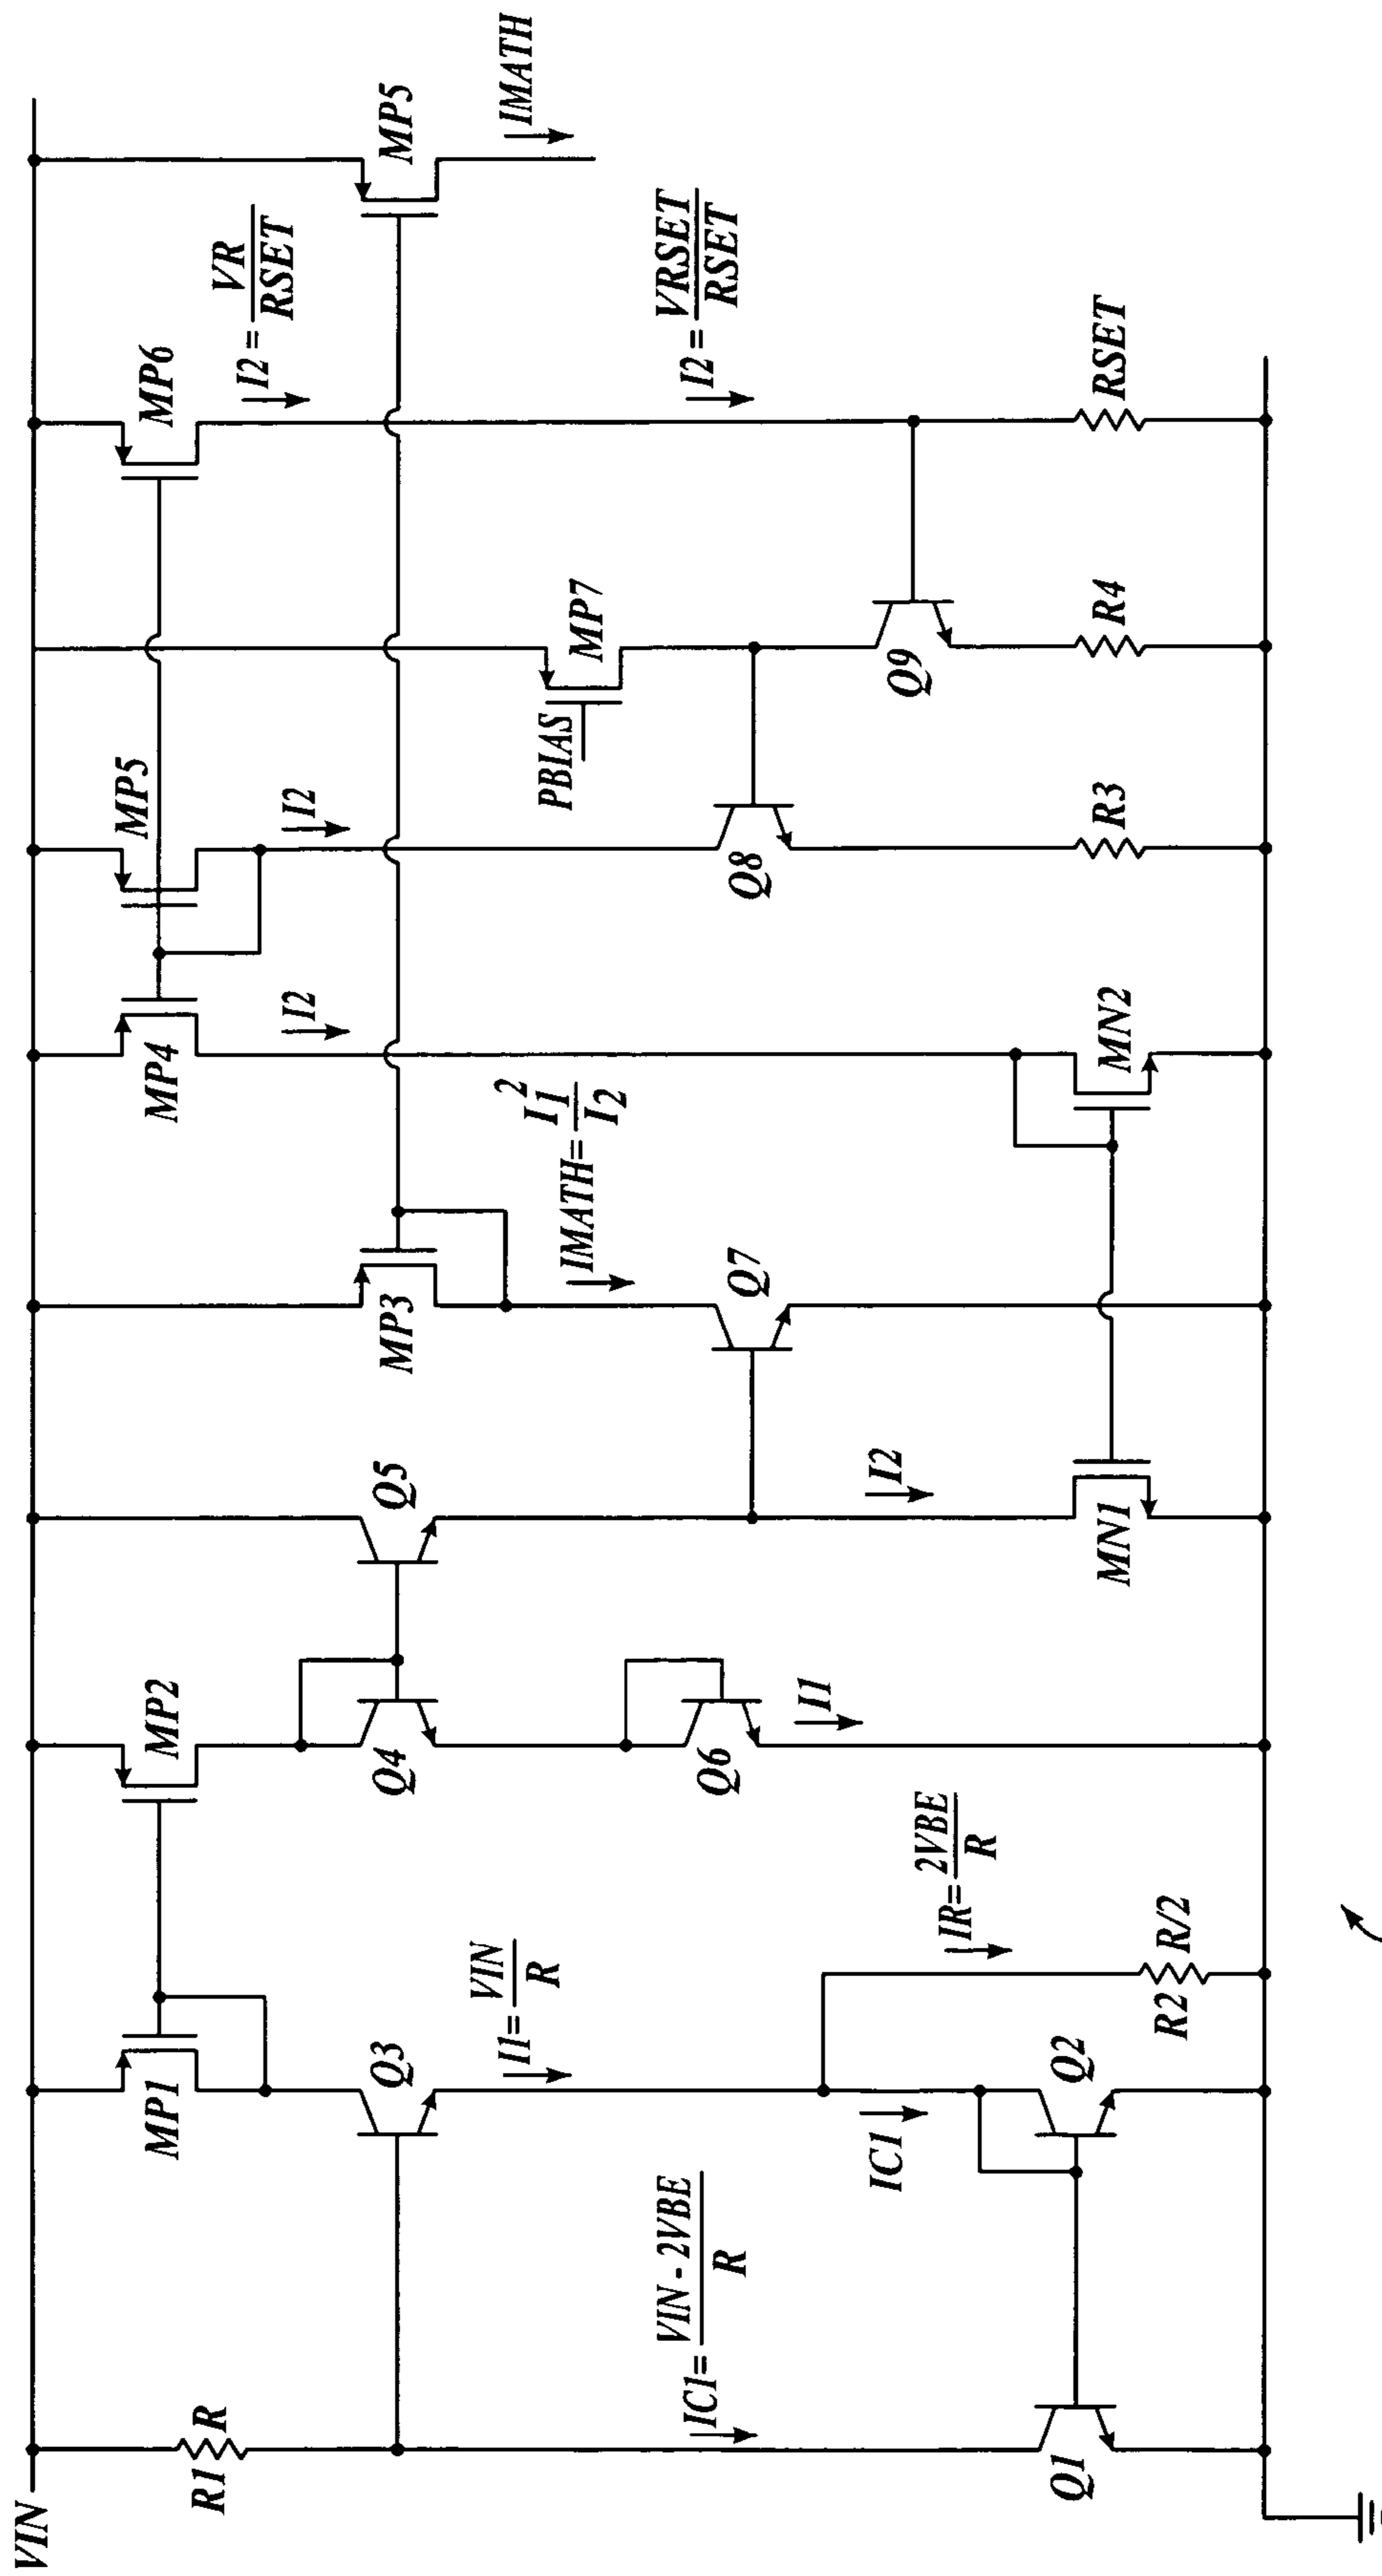 VIN
R1 R
IC1= VIN - 2VBE / R
Q1
MP1
Q3
I1= VIN / R
IC1
Q2
IR= 2VBE / R
R2 R/2
MP2
Q4
Q6
I1
Q5
I2
MN1
MP3
IMATH= I1^2 / I2
Q7
MP4
I2
MN2
MP5
I2
Q8
R3
PBIAS
MP7
Q9
R4
MP6
I2 = VR / RSET
I2 = VRSET / RSET
RSET
MP5
IMATH